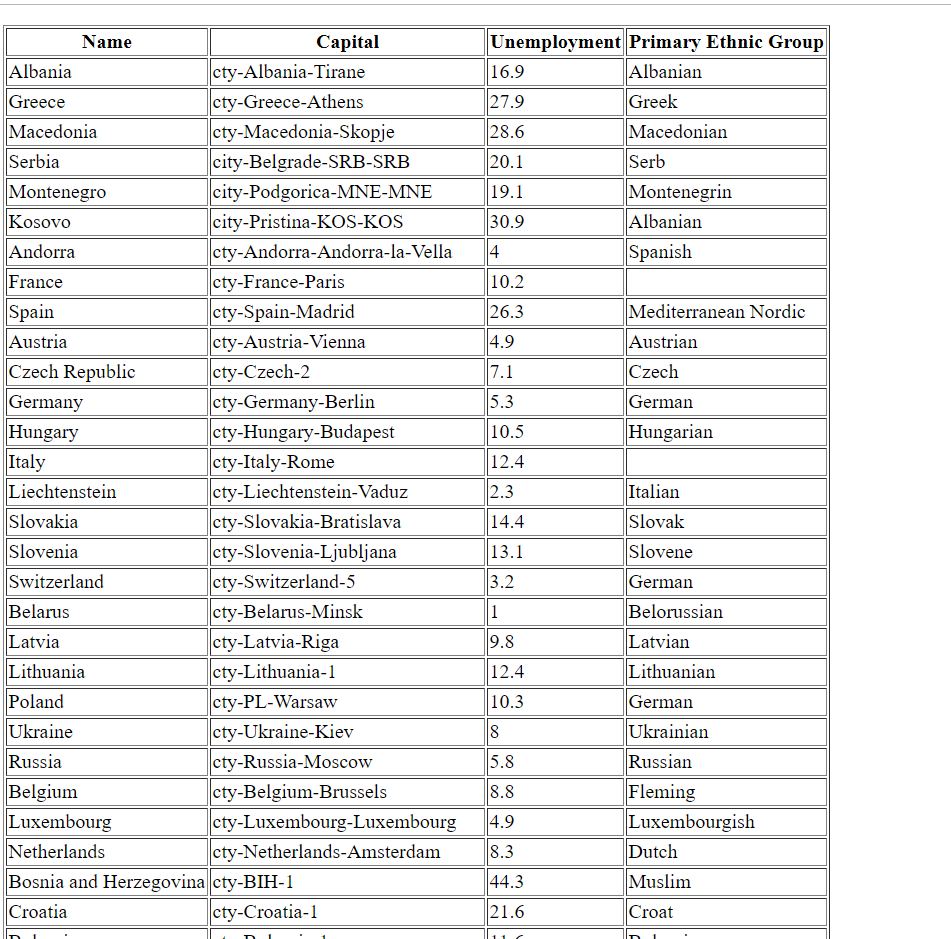 Name Capital Unemployment Primary Ethnic Group
Albania cty-Albania-Tirane 16.9 Albanian
Greece cty-Greece-Athens 27.9 Greek
Macedonia cty-Macedonia-Skopje 28.6 Macedonian
Serbia city-Belgrade-SRB-SRB 20.1 Serb
Montenegro city-Podgorica-MNE-MNE 19.1 Montenegrin
Kosovo city-Pristina-KOS-KOS 30.9 Albanian
Andorra cty-Andorra-Andorra-la-Vella 4 Spanish
France cty-France-Paris 10.2
Spain cty-Spain-Madrid 26.3 Mediterranean Nordic
Austria cty-Austria-Vienna 4.9 Austrian
Czech Republic cty-Czech-2 7.1 Czech
Germany cty-Germany-Berlin 5.3 German
Hungary cty-Hungary-Budapest 10.5 Hungarian
Italy cty-Italy-Rome 12.4
Liechtenstein cty-Liechtenstein-Vaduz 2.3 Italian
Slovakia cty-Slovakia-Bratislava 14.4 Slovak
Slovenia cty-Slovenia-Ljubljana 13.1 Slovene
Switzerland cty-Switzerland-5 3.2 German
Belarus cty-Belarus-Minsk 1 Belorussian
Latvia cty-Latvia-Riga 9.8 Latvian
Lithuania cty-Lithuania-1 12.4 Lithuanian
Poland cty-PL-Warsaw 10.3 German
Ukraine cty-Ukraine-Kiev 8 Ukrainian
Russia cty-Russia-Moscow 5.8 Russian
Belgium cty-Belgium-Brussels 8.8 Fleming
Luxembourg cty-Luxembourg-Luxembourg 4.9 Luxembourgish
Netherlands cty-Netherlands-Amsterdam 8.3 Dutch
Bosnia and Herzegovina cty-BIH-1 44.3 Muslim
Croatia cty-Croatia-1 21.6 Croat